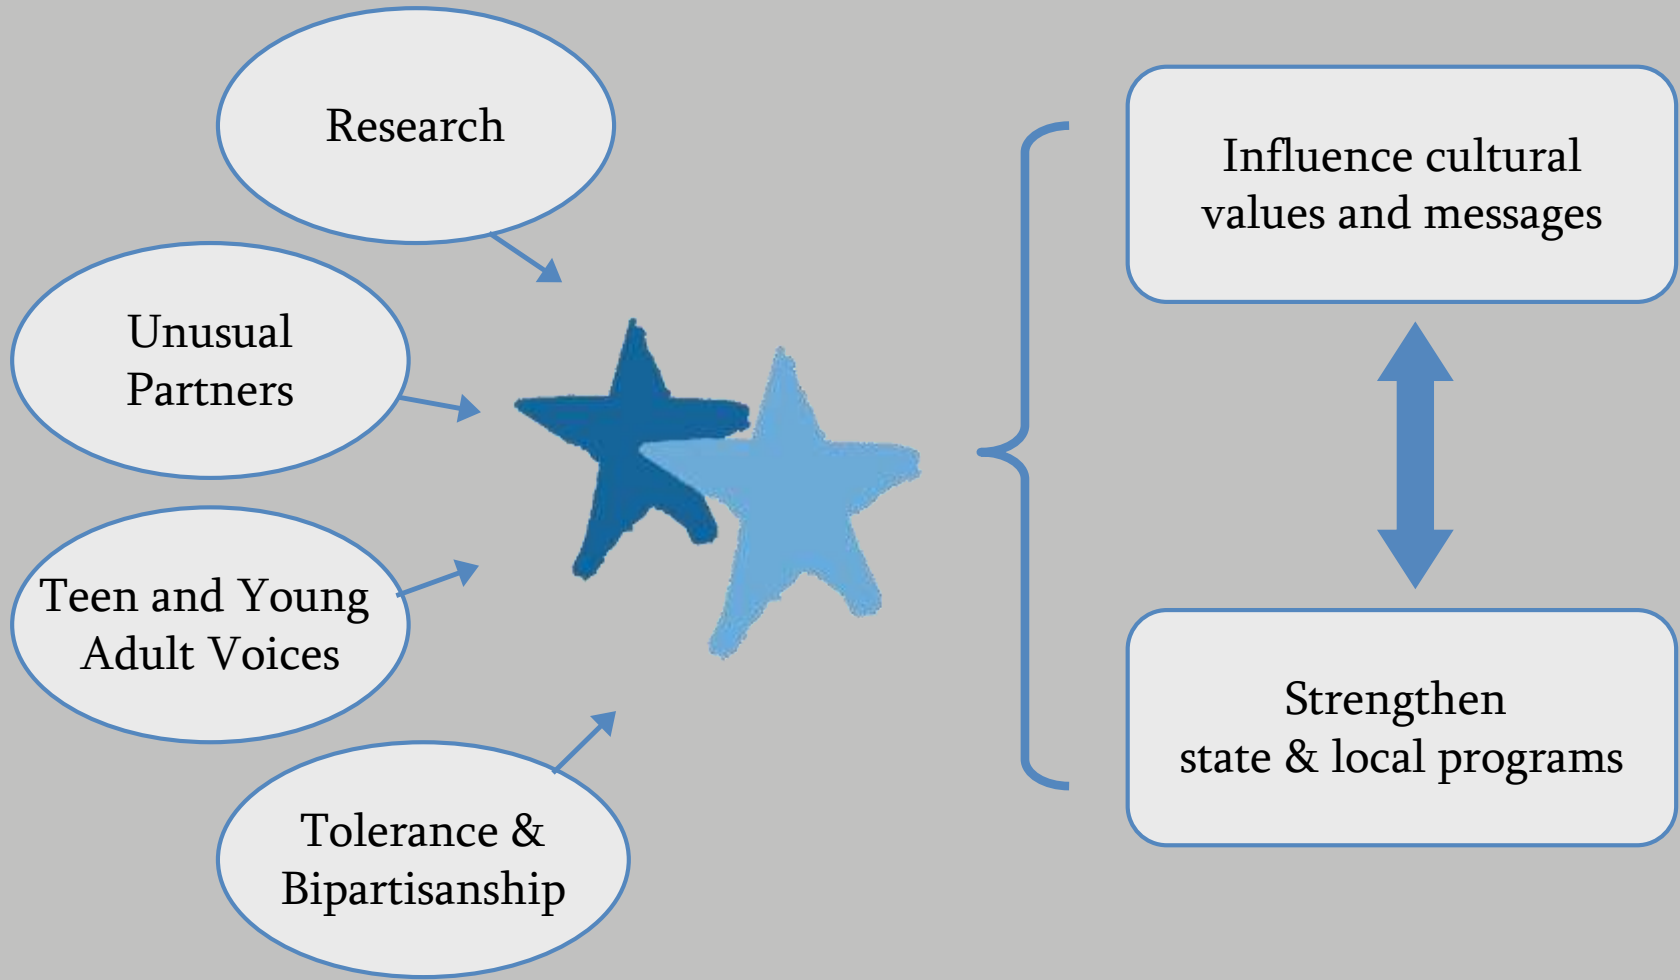 Research
Unusual
Partners
Teen and Young
Adult Voices
Tolerance &
Bipartisanship
Influence cultural
values and messages
Strengthen
state & local programs